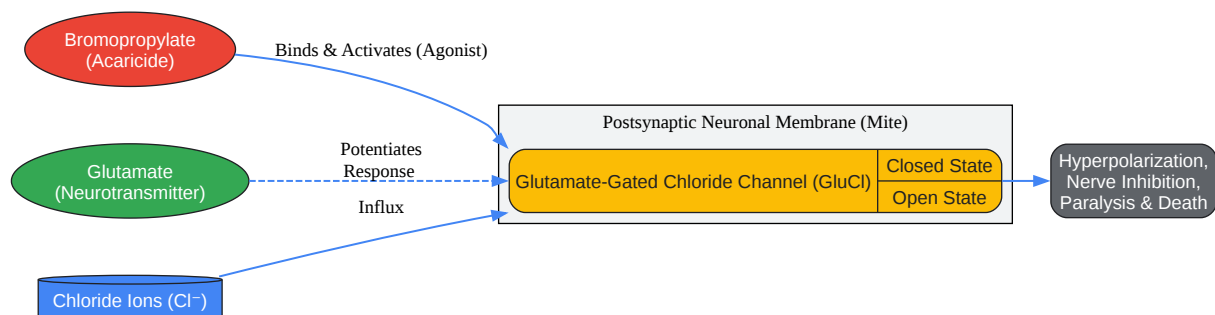 Bromopropylate
(Acaricide)
Binds & Activates (Agonist)
Postsynaptic Neuronal Membrane (Mite)
Glutamate
(Neurotransmitter)
Potentiates
Response
Glutamate-Gated Chloride Channel (GluCl)
Closed State
Open State
Hyperpolarization,
Nerve Inhibition,
Paralysis & Death
Influx
Chloride Ions (Cl⁻)